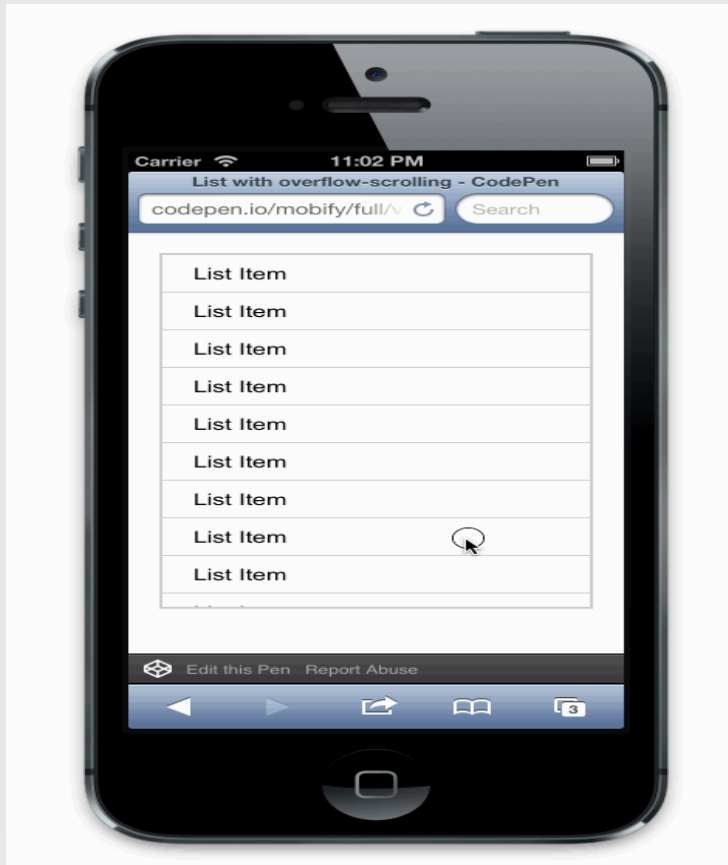 Carrier 11:02 PM
List with overflow-scrolling - CodePen
codepen.io/mobify/full/v Search
List Item
List Item
List Item
List Item
List Item
List Item
List Item
List Item
List Item
Edit this Pen Report Abuse
3